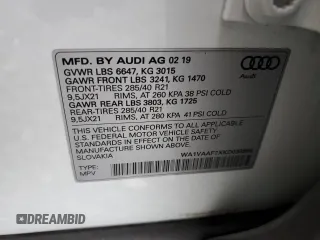 MFD. BY AUDI AG 02 19
GVWR LBS 6647, KG 3015
GAWR FRONT LBS 3241, KG 1470
FRONT-TIRES 285/40 R21
9,5JX21 RIMS, AT 260 KPA 38 PSI COLD
GAWR REAR LBS 3803, KG 1725
REAR-TIRES 285/40 R21
9,5JX21 RIMS, AT 280 KPA 41 PSI COLD
THIS VEHICLE CONFORMS TO ALL APPLICABLE
U.S. FEDERAL MOTOR VEHICLE SAFETY
STANDARDS IN EFFECT ON THE DATE OF
MANUFACTURE SHOWN ABOVE.
SLOVAKIA
TYPE:
MPV
Audi
© DREAMBID
DREAMBID.COM